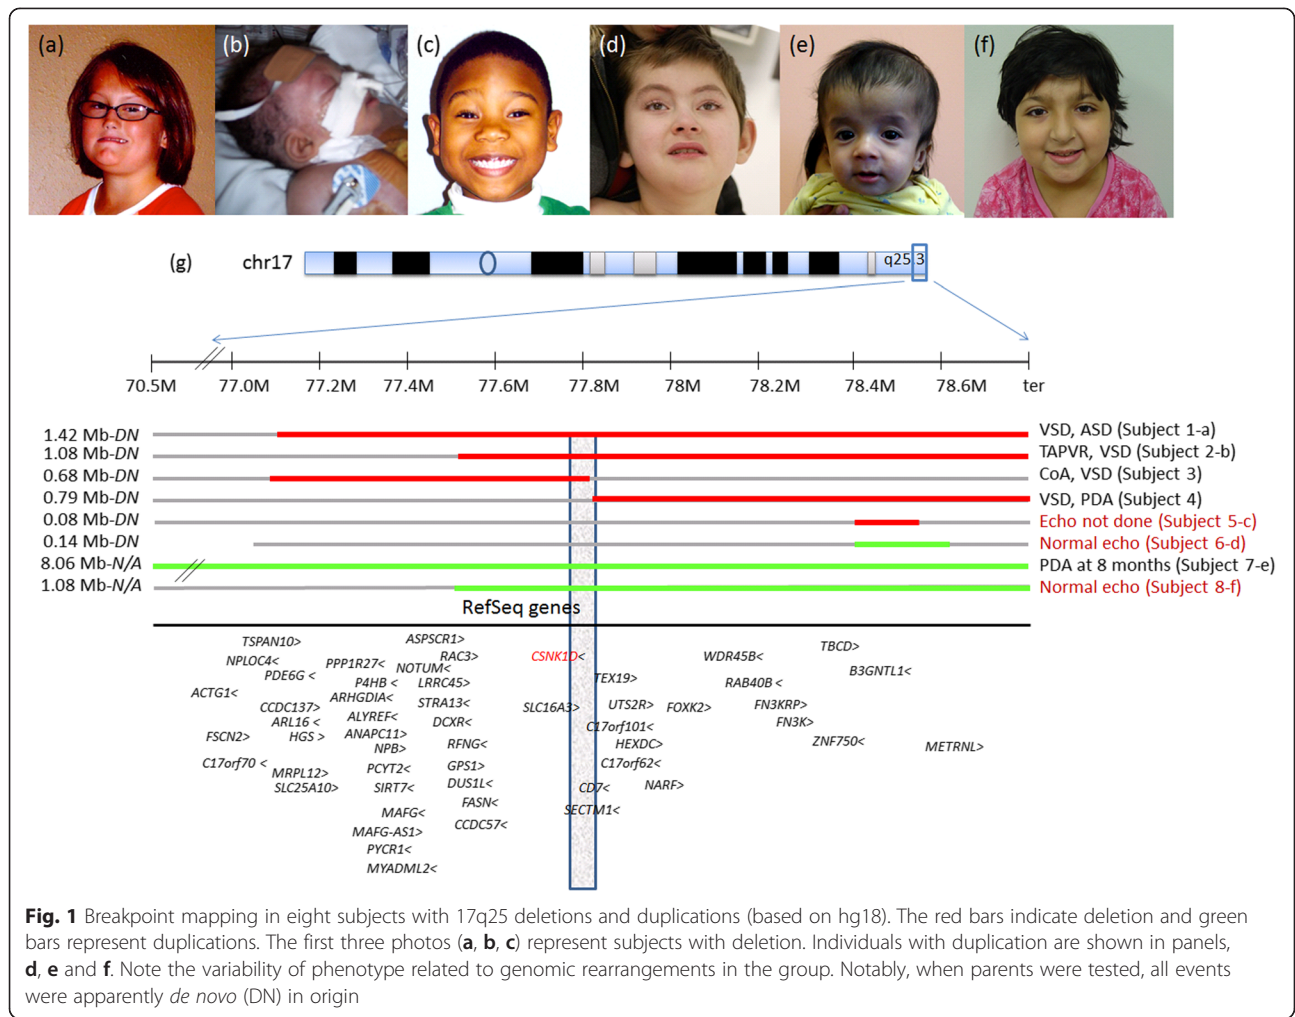 (a) (b) (c) (d) (e) (f)
(g) chr17 q25.3
70.5M 77.0M 77.2M 77.4M 77.6M 77.8M 78M 78.2M 78.4M 78.6M ter
1.42 Mb-DN VSD, ASD (Subject 1-a)
1.08 Mb-DN TAPVR, VSD (Subject 2-b)
0.68 Mb-DN CoA, VSD (Subject 3)
0.79 Mb-DN VSD, PDA (Subject 4)
0.08 Mb-DN Echo not done (Subject 5-c)
0.14 Mb-DN Normal echo (Subject 6-d)
8.06 Mb-N/A PDA at 8 months (Subject 7-e)
1.08 Mb-N/A Normal echo (Subject 8-f)
RefSeq genes
TSPAN10> ASPSCR1> TBCD>
NPLOC4< PPP1R27< RAC3> CSNK1D< WDR45B<
PDE6G < NOTUM< TEX19> B3GNTL1<
ACTG1< P4HB < LRRC45> RAB40B <
CCDC137> ARHGDIA< STRA13< SLC16A3> UTS2R> FOXK2> FN3KRP>
ARL16 < ALYREF< DCXR< C17orf101< FN3K>
FSCN2> HGS > ANAPC11> RFNG< HEXDC> ZNF750< METRNL>
NPB>
C17orf70 < MRPL12> PCYT2< GPS1> C17orf62<
SLC25A10> SIRT7< DUS1L< CD7< NARF>
MAFG< FASN< SECTM1<
MAFG-AS1> CCDC57<
PYCR1<
MYADML2<
Fig. 1 Breakpoint mapping in eight subjects with 17q25 deletions and duplications (based on hg18). The red bars indicate deletion and green
bars represent duplications. The first three photos (a, b, c) represent subjects with deletion. Individuals with duplication are shown in panels,
d, e and f. Note the variability of phenotype related to genomic rearrangements in the group. Notably, when parents were tested, all events
were apparently de novo (DN) in origin